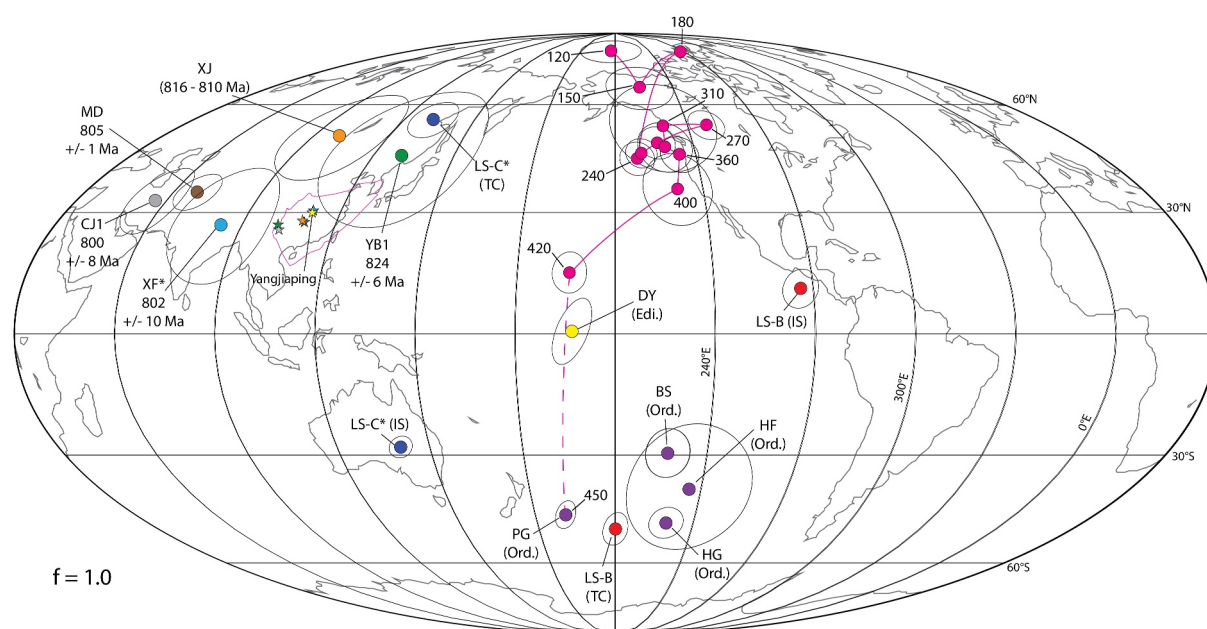 180
120
XJ
(816 - 810 Ma)
150
310
60°N
MD
805
+/- 1 Ma
270
LS-C*
(TC)
360
240
400
30°N
CJ1
800
+/- 8 Ma
YB1
824
+/- 6 Ma
420
Yangjiaping
XF*
802
+/- 10 Ma
DY
(Edi.)
LS-B (IS)
240°E
300°E
0°E
BS
(Ord.)
LS-C* (IS)
HF
(Ord.)
30°S
450
PG
(Ord.)
HG
(Ord.)
60°S
LS-B
(TC)
f = 1.0